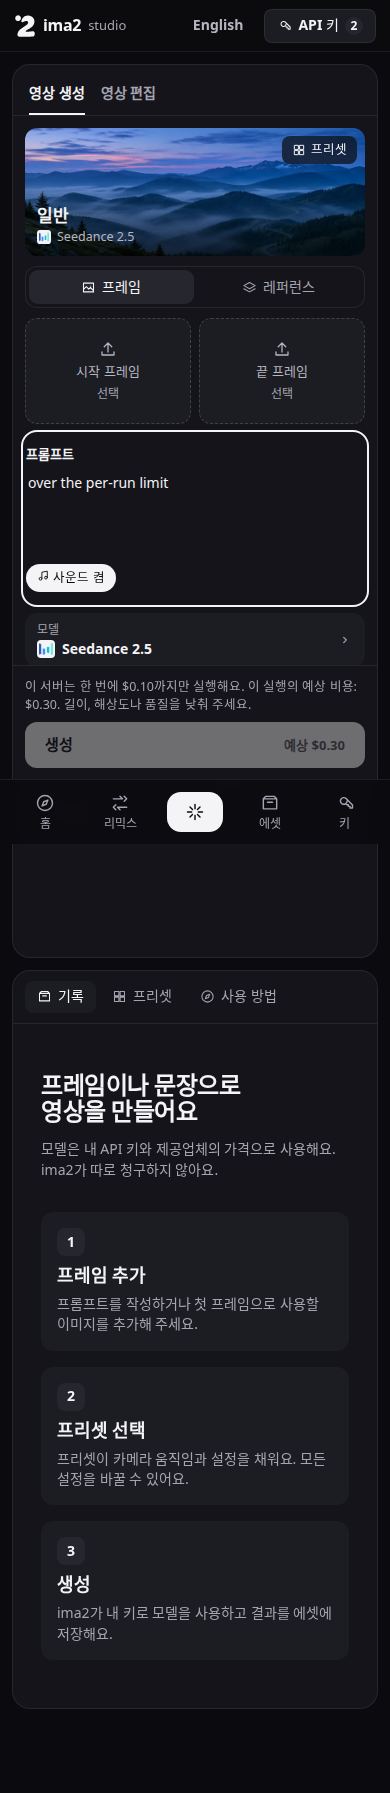 ima2 studio
English
API 키 2
영상 생성
영상 편집
프리셋
일반
Seedance 2.5
프레임
레퍼런스
시작 프레임
선택
끝 프레임
선택
프롬프트
over the per-run limit
사운드 켬
모델
Seedance 2.5
이 서버는 한 번에 $0.10까지만 실행해요. 이 실행의 예상 비용:
$0.30. 길이, 해상도나 품질을 낮춰 주세요.
생성
예상 $0.30
홈
리믹스
에셋
키
기록
프리셋
사용 방법
프레임이나 문장으로
영상을 만들어요
모델은 내 API 키와 제공업체의 가격으로 사용해요.
ima2가 따로 청구하지 않아요.
1
프레임 추가
프롬프트를 작성하거나 첫 프레임으로 사용할
이미지를 추가해 주세요.
2
프리셋 선택
프리셋이 카메라 움직임과 설정을 채워요. 모든
설정을 바꿀 수 있어요.
3
생성
ima2가 내 키로 모델을 사용하고 결과를 에셋에
저장해요.